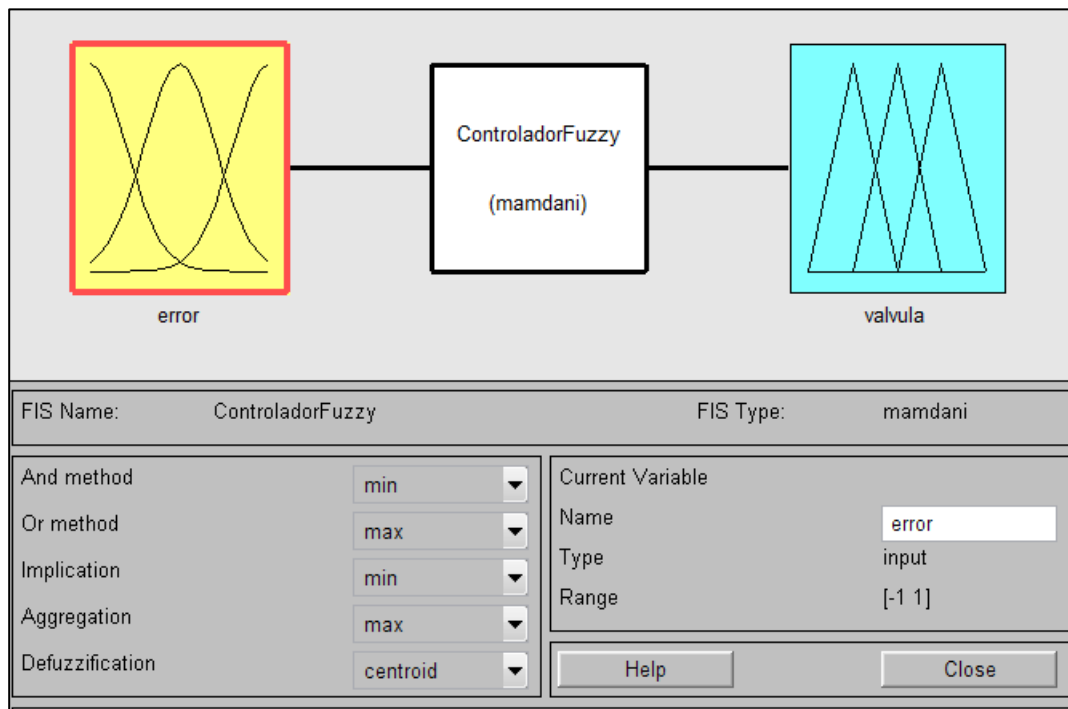 ControladorFuzzy
(mamdani)
error
valvula
FIS Name: ControladorFuzzy FIS Type: mamdani
And method min
Or method max
Implication min
Aggregation max
Defuzzification centroid
Current Variable
Name error
Type input
Range [-1 1]
Help Close